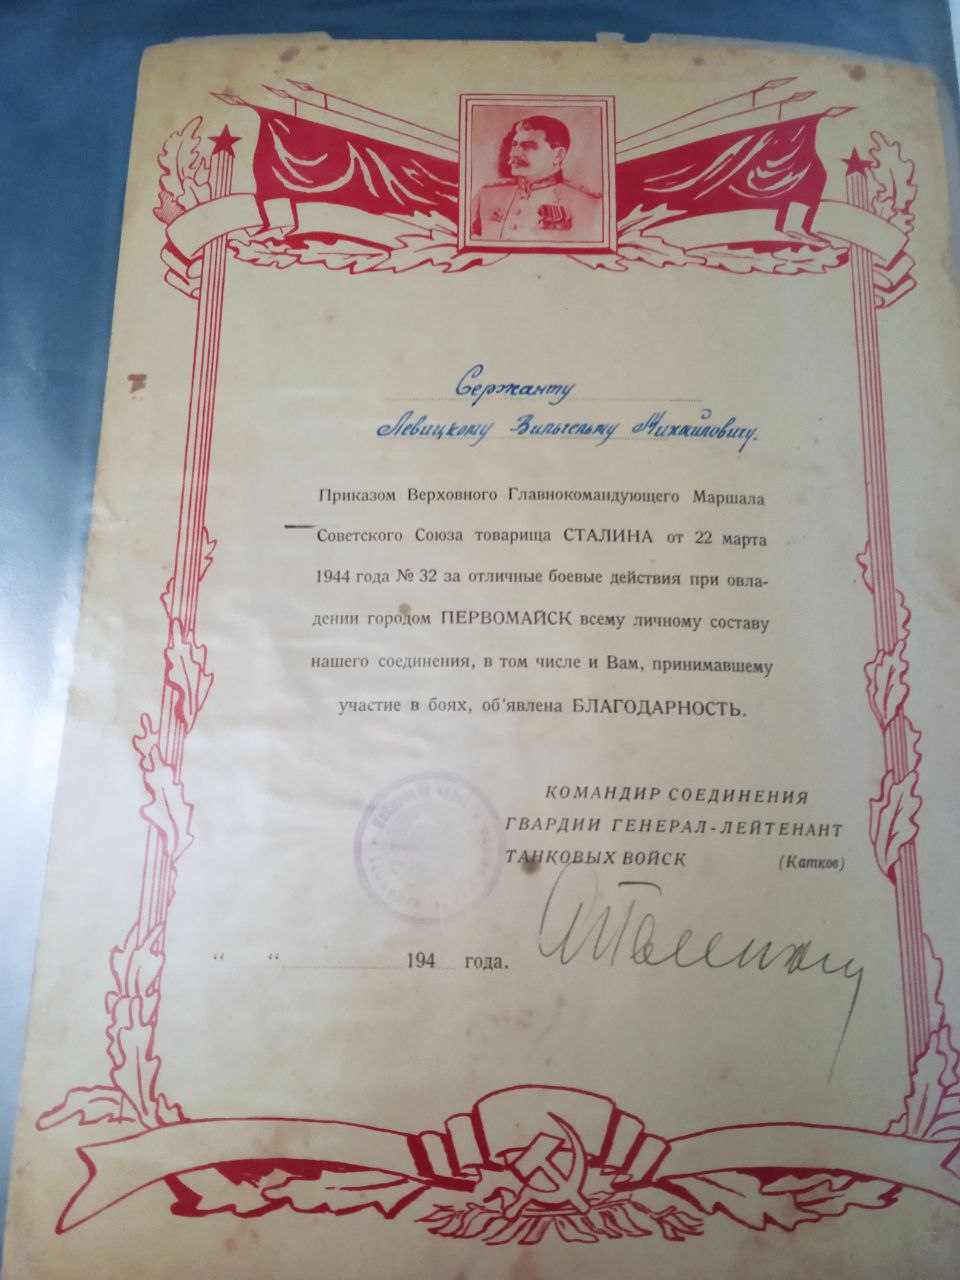 Сержанту
Левицкому Вильгельму Михайловичу.
Приказом Верховного Главнокомандующего Маршала
Советского Союза товарища СТАЛИНА от 22 марта
1944 года № 32 за отличные боевые действия при овла-
дении городом ПЕРВОМАЙСК всему личному составу
нашего соединения, в том числе и Вам, принимавшему
участие в боях, об'явлена БЛАГОДАРНОСТЬ.
КОМАНДИР СОЕДИНЕНИЯ
ГВАРДИИ ГЕНЕРАЛ-ЛЕЙТЕНАНТ
ТАНКОВЫХ ВОЙСК (Катков)
“ “ 194 года.